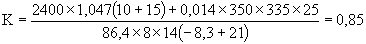 K = \frac{2400×1,047(10 + 15) + 0,014×350×335×25}{86,4×8×14(−8,3 + 21)} = 0,85